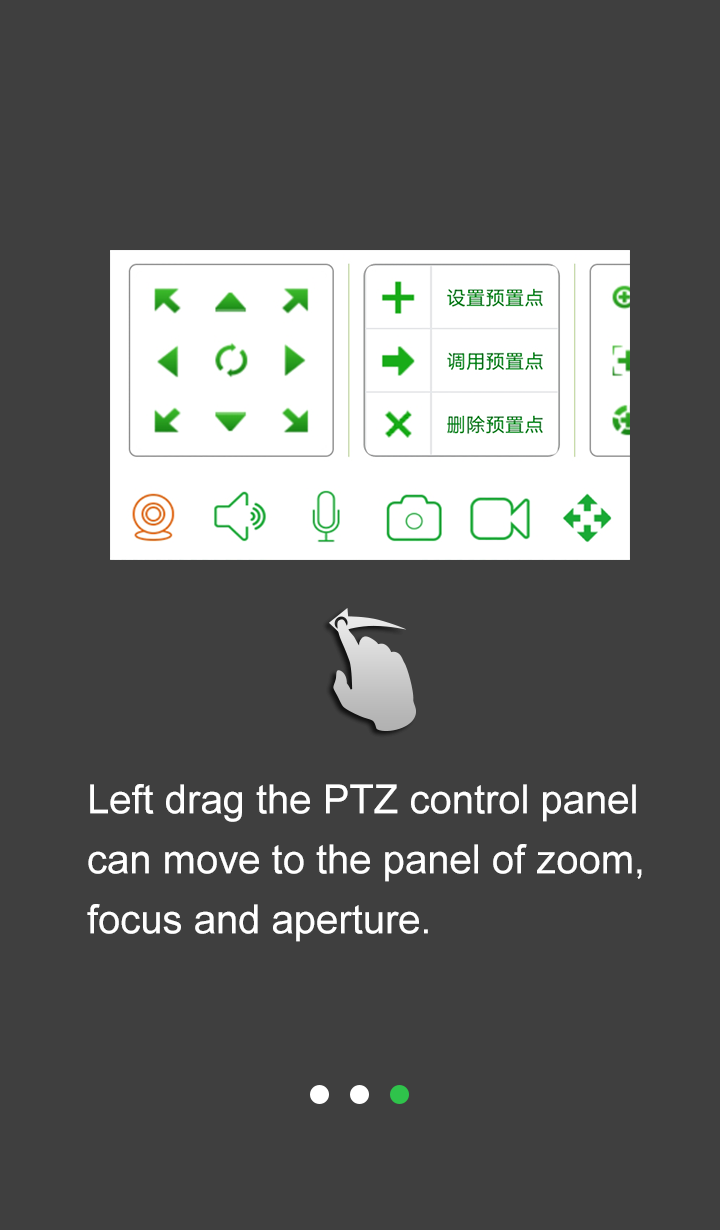 设置预置点
调用预置点
删除预置点
Left drag the PTZ control panel
can move to the panel of zoom,
focus and aperture.